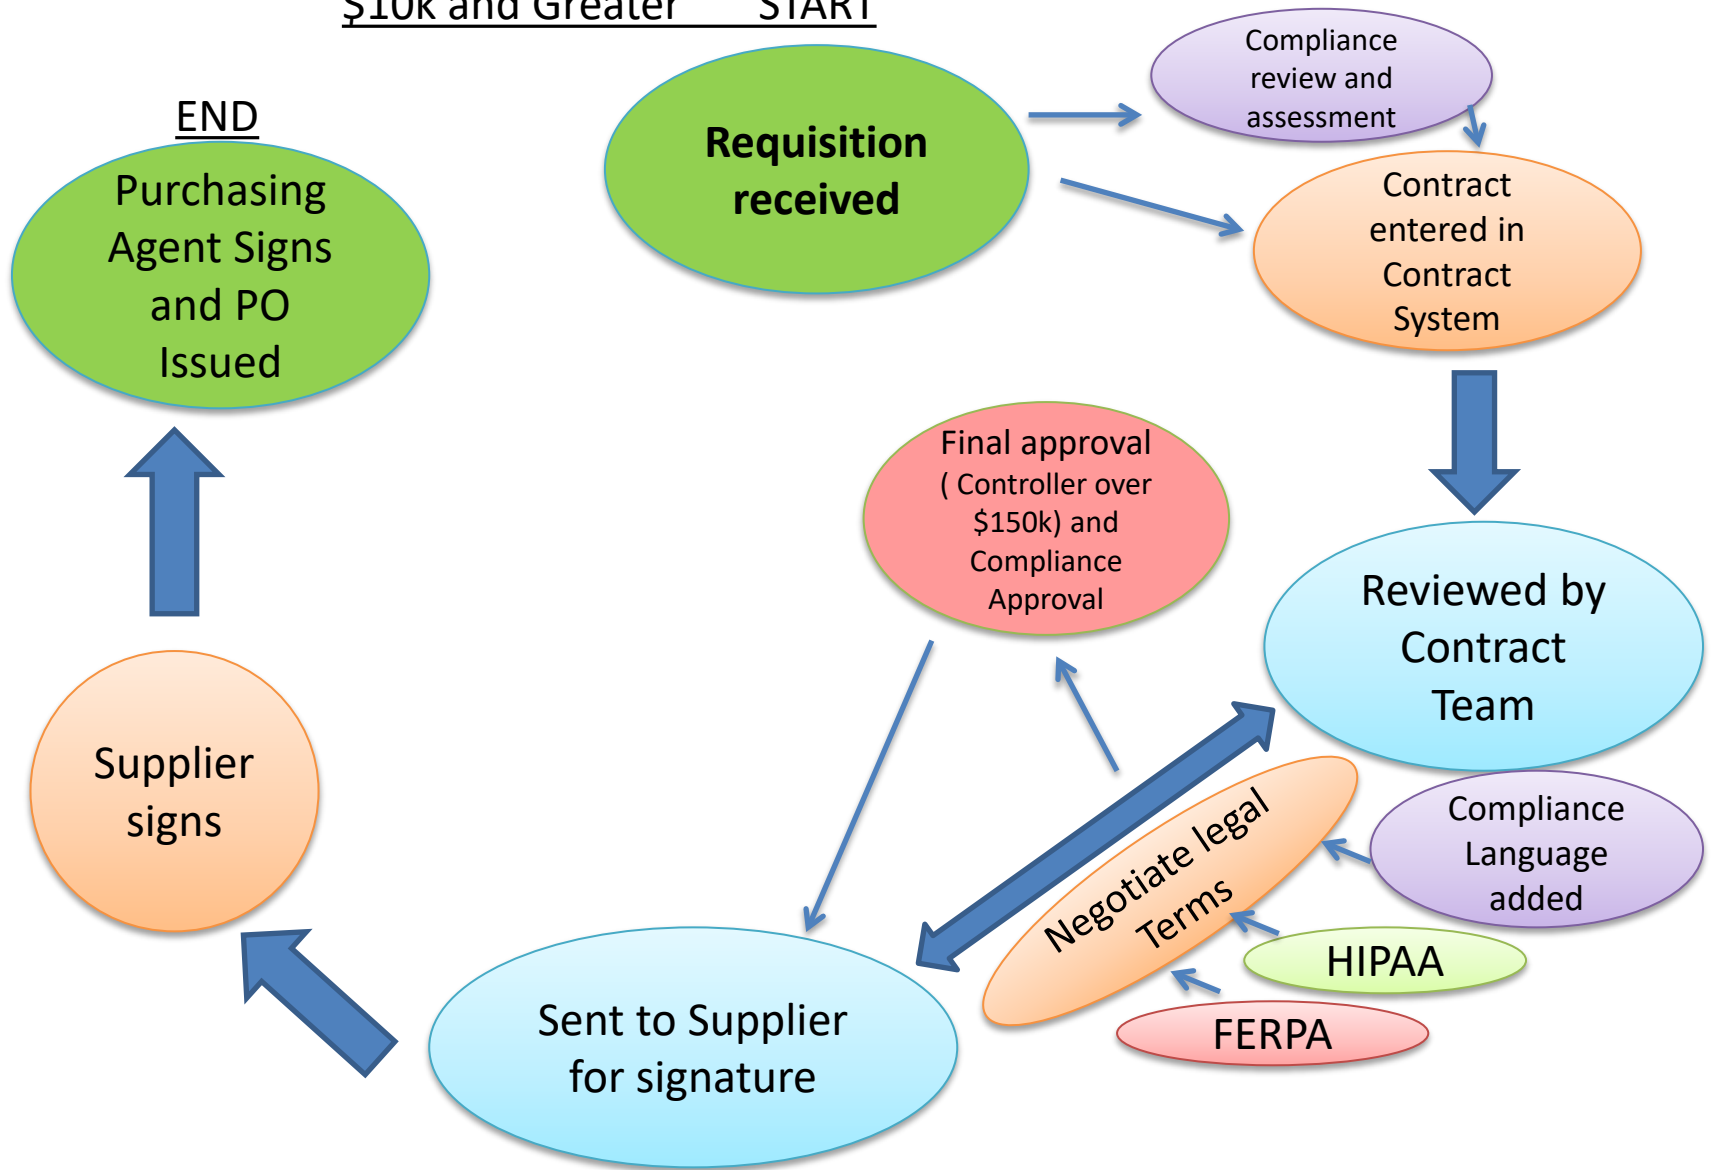 $10k and Greater START
Compliance
review and
assessment
END
Requisition
received
Purchasing
Agent Signs
and PO
Issued
Contract
entered in
Contract
System
Final approval
( Controller over
$150k) and
Compliance
Approval
Reviewed by
Contract
Team
Supplier
signs
Negotiate legal
Terms
Compliance
Language
added
HIPAA
FERPA
Sent to Supplier
for signature